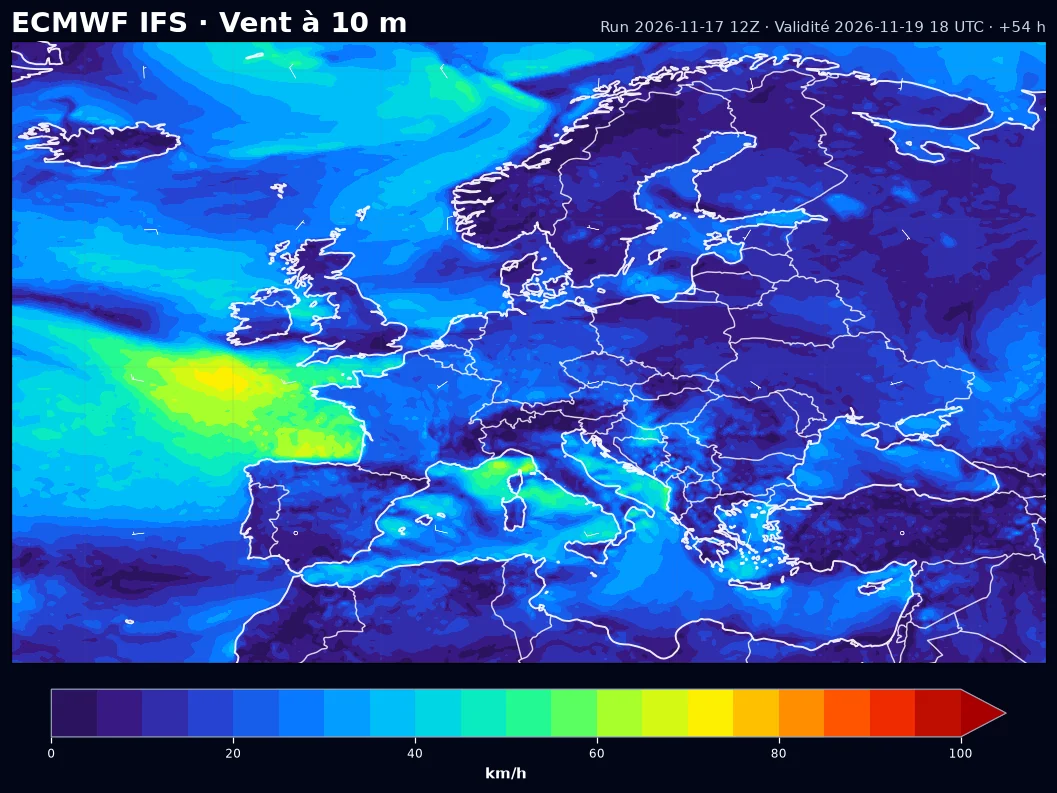 ECMWF IFS · Vent à 10 m
Run 2026-11-17 12Z · Validité 2026-11-19 18 UTC · +54 h
0 20 40 60 80 100
km/h